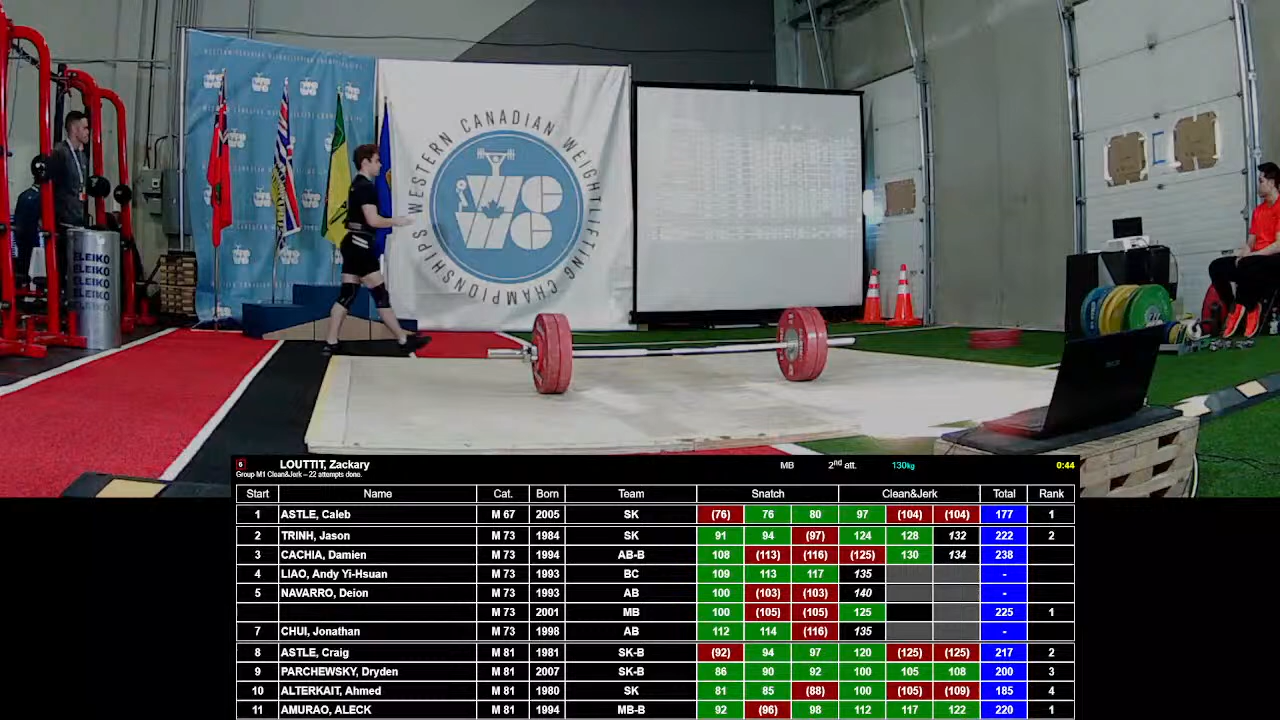 WESTERN CANADIAN WEIGHTLIFTING CHAMPIONSHIPS
WC
WC
ELEIKO
ELEIKO
ELEIKO
ELEIKO
6 LOUTTIT, Zackary MB 2nd att. 130kg 0:44
Group M1 Clean&Jerk – 22 attempts done.
Start Name Cat. Born Team Snatch Clean&Jerk Total Rank
1 ASTLE, Caleb M 67 2005 SK (76) 76 80 97 (104) (104) 177 1
2 TRINH, Jason M 73 1984 SK 91 94 (97) 124 128 132 222 2
3 CACHIA, Damien M 73 1994 AB-B 108 (113) (116) (125) 130 134 238
4 LIAO, Andy Yi-Hsuan M 73 1993 BC 109 113 117 135 -
5 NAVARRO, Deion M 73 1993 AB 100 (103) (103) 140 -
M 73 2001 MB 100 (105) (105) 125 225 1
7 CHUI, Jonathan M 73 1998 AB 112 114 (116) 135 -
8 ASTLE, Craig M 81 1981 SK-B (92) 94 97 120 (125) (125) 217 2
9 PARCHEWSKY, Dryden M 81 2007 SK-B 86 90 92 100 105 108 200 3
10 ALTERKAIT, Ahmed M 81 1980 SK 81 85 (88) 100 (105) (109) 185 4
11 AMURAO, ALECK M 81 1994 MB-B 92 (96) 98 112 117 122 220 1